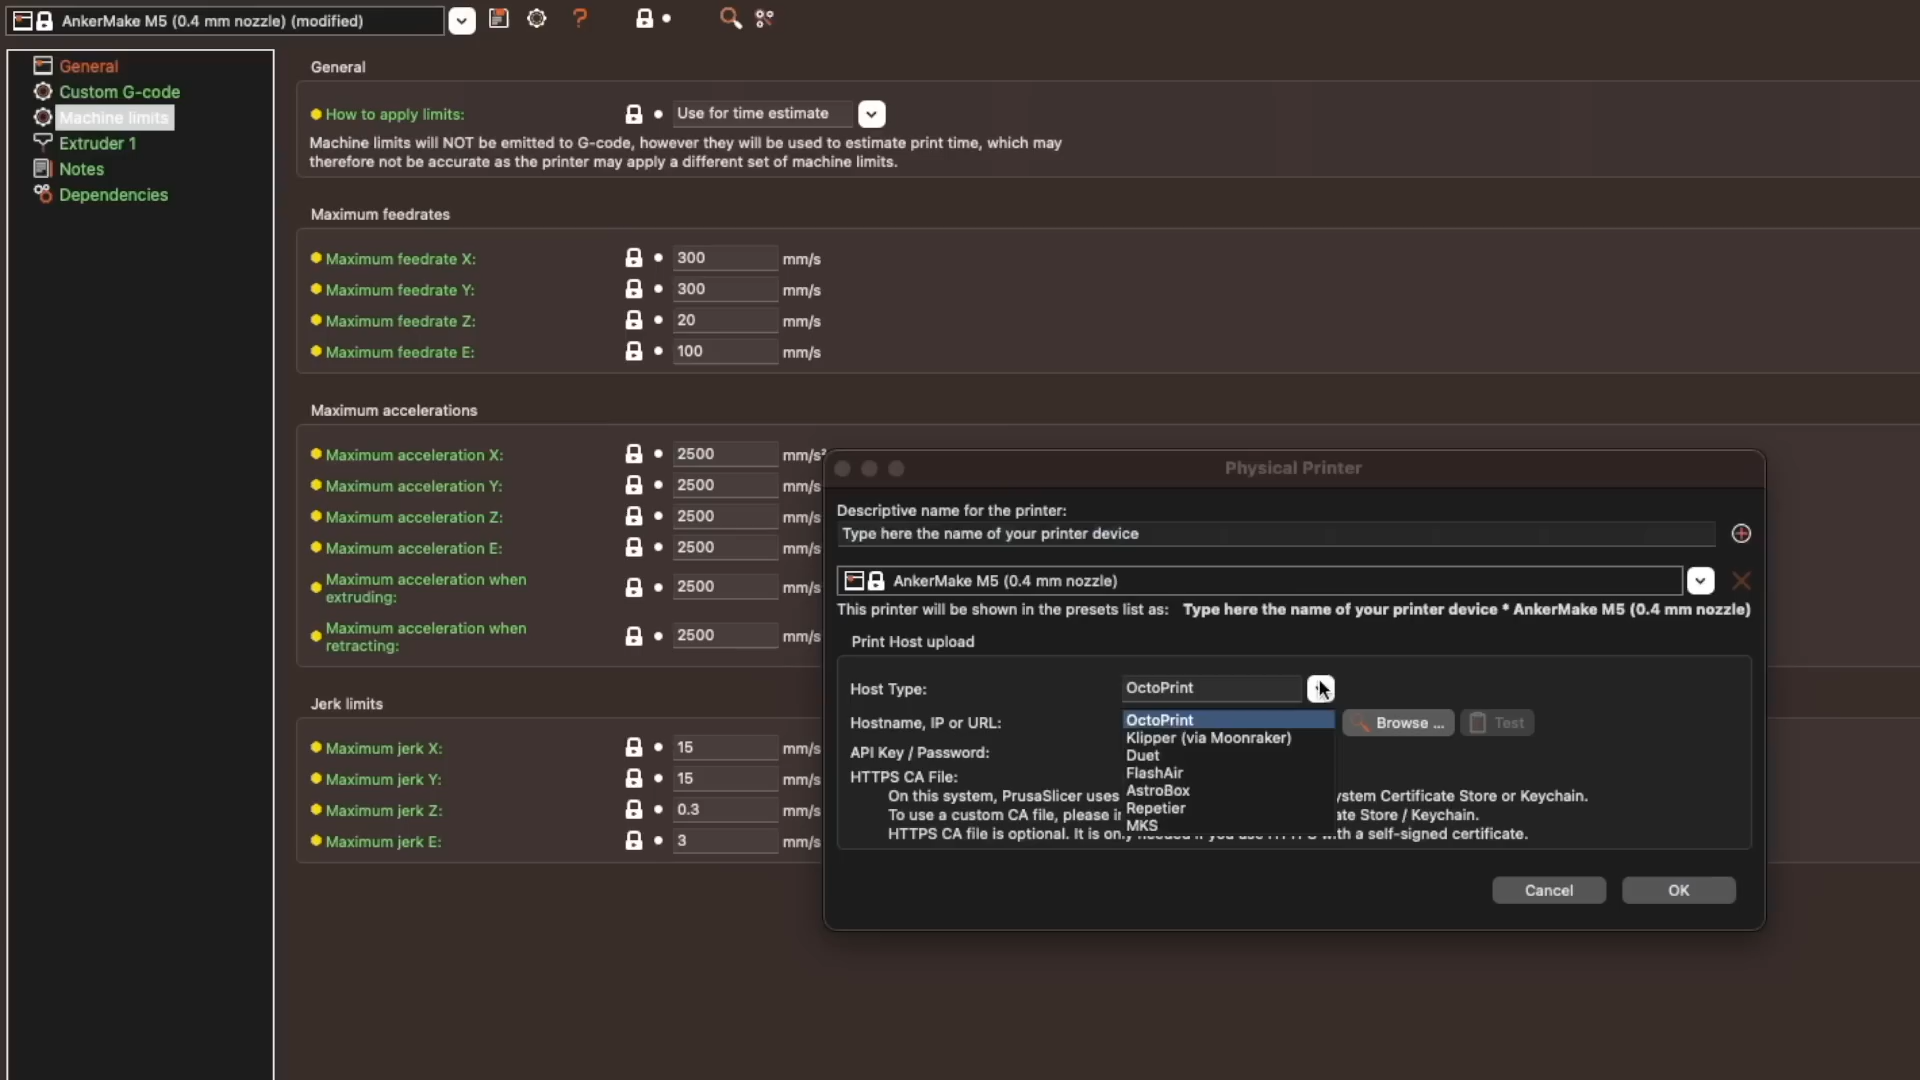 AnkerMake M5 (0.4 mm nozzle) (modified)
General
Custom G-code
Machine limits
Extruder 1
Notes
Dependencies
General
How to apply limits:
Use for time estimate
Machine limits will NOT be emitted to G-code, however they will be used to estimate print time, which may
therefore not be accurate as the printer may apply a different set of machine limits.
Maximum feedrates
Maximum feedrate X: 300 mm/s
Maximum feedrate Y: 300 mm/s
Maximum feedrate Z: 20 mm/s
Maximum feedrate E: 100 mm/s
Maximum accelerations
Maximum acceleration X: 2500 mm/s²
Maximum acceleration Y: 2500 mm/s
Maximum acceleration Z: 2500 mm/s
Maximum acceleration E: 2500 mm/s
Maximum acceleration when
extruding: 2500 mm/s
Maximum acceleration when
retracting: 2500 mm/s
Jerk limits
Maximum jerk X: 15 mm/s
Maximum jerk Y: 15 mm/s
Maximum jerk Z: 0.3 mm/s
Maximum jerk E: 3 mm/s
Physical Printer
Descriptive name for the printer:
Type here the name of your printer device
AnkerMake M5 (0.4 mm nozzle)
This printer will be shown in the presets list as: Type here the name of your printer device * AnkerMake M5 (0.4 mm nozzle)
Print Host upload
Host Type: OctoPrint
Hostname, IP or URL:
Browse ...
Test
API Key / Password:
HTTPS CA File:
OctoPrint
Klipper (via Moonraker)
Duet
FlashAir
AstroBox
Repetier
MKS
On this system, PrusaSlicer uses ystem Certificate Store or Keychain.
To use a custom CA file, please i ate Store / Keychain.
HTTPS CA file is optional. It is on with a self-signed certificate.
Cancel
OK